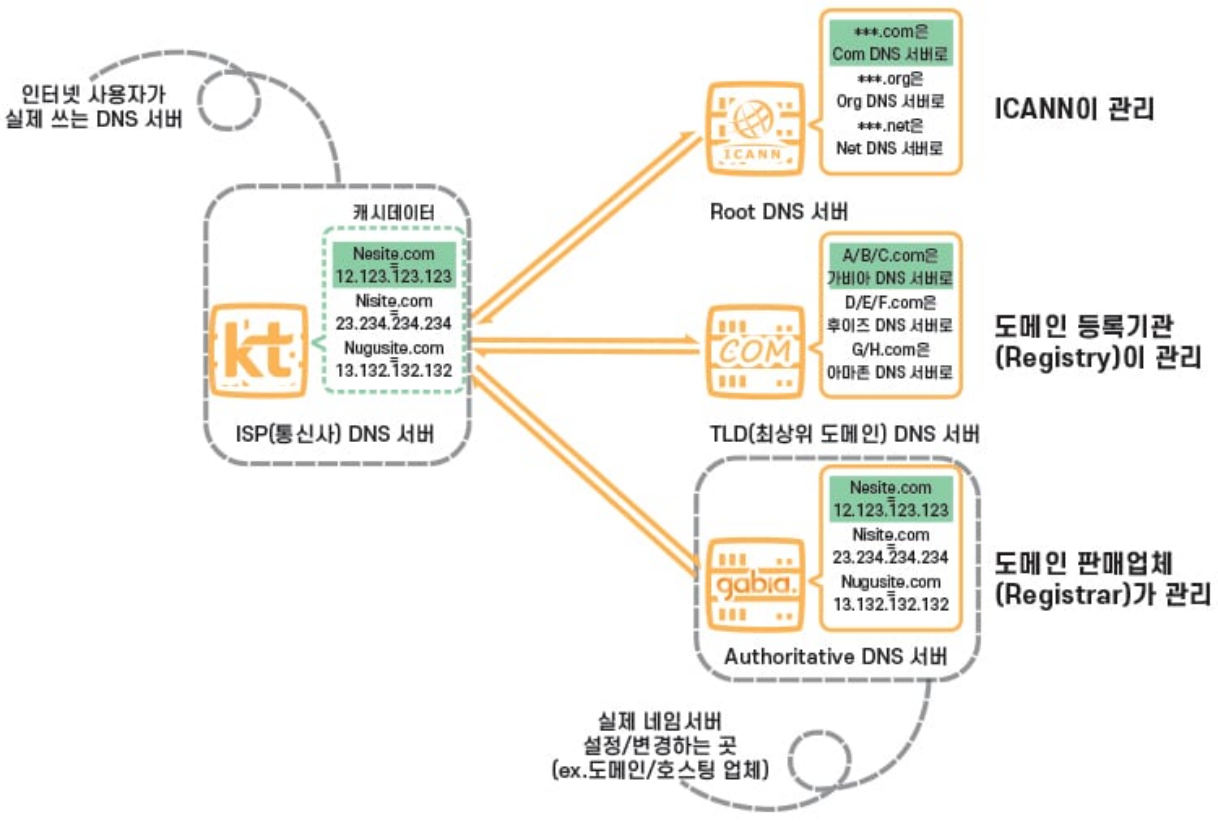 인터넷 사용자가
실제 쓰는 DNS 서버
캐시데이터
Nesite.com
=
12.123.123.123
Nisite.com
=
23.234.234.234
Nugusite.com
=
13.132.132.132
kt
ISP(통신사) DNS 서버
ICANN
***.com은
Com DNS 서버로
***.org은
Org DNS 서버로
***.net은
Net DNS 서버로
ICANN이 관리
Root DNS 서버
COM
A/B/C.com은
가비아 DNS 서버로
D/E/F.com은
후이즈 DNS 서버로
G/H.com은
아마존 DNS 서버로
도메인 등록기관
(Registry)이 관리
TLD(최상위 도메인) DNS 서버
gabia.
Nesite.com
=
12.123.123.123
Nisite.com
=
23.234.234.234
Nugusite.com
=
13.132.132.132
도메인 판매업체
(Registrar)가 관리
Authoritative DNS 서버
실제 네임서버
설정/변경하는 곳
(ex.도메인/호스팅 업체)